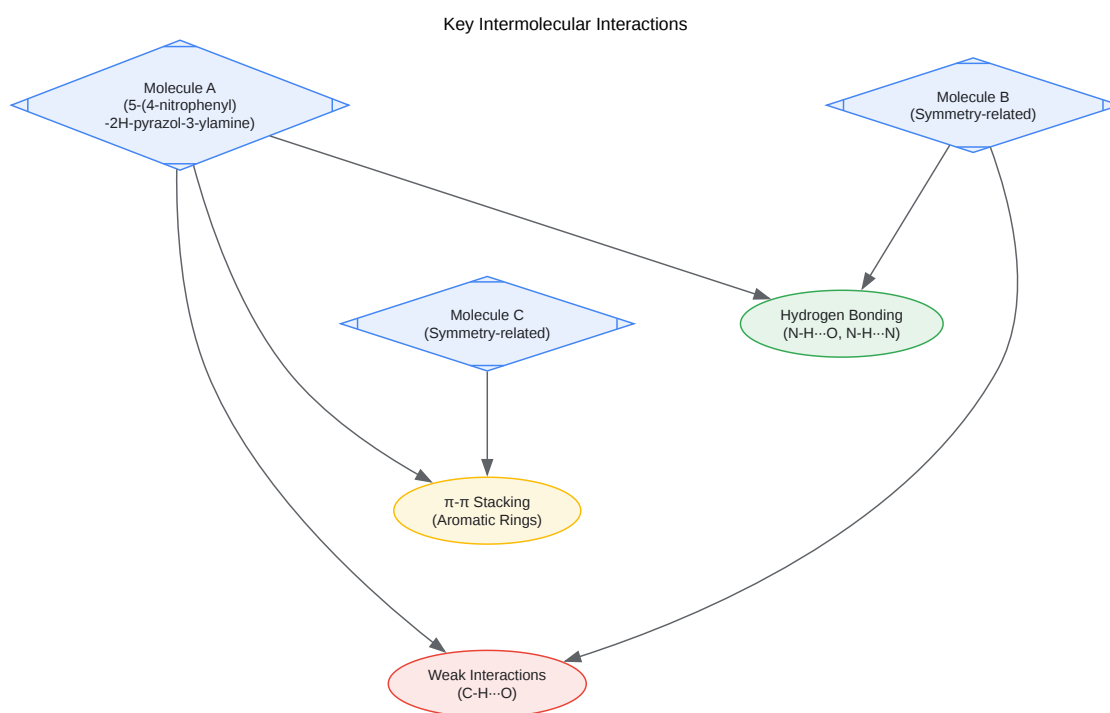 Key Intermolecular Interactions
Molecule A
(5-(4-nitrophenyl)
-2H-pyrazol-3-ylamine)
Molecule B
(Symmetry-related)
Molecule C
(Symmetry-related)
Hydrogen Bonding
(N-H···O, N-H···N)
π-π Stacking
(Aromatic Rings)
Weak Interactions
(C-H···O)